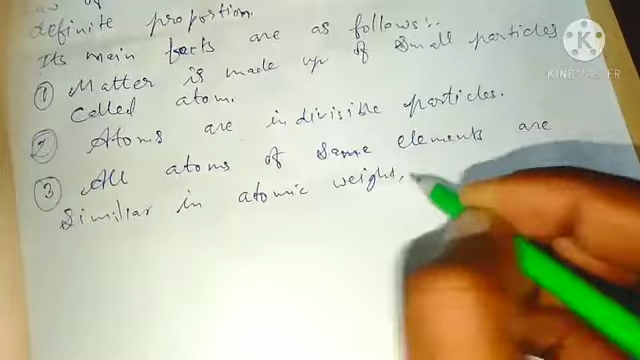 definite propostion.
Its main facts are as follows:-
① Matter is made up of Small particles
Called atom.
② Atoms are indivisible particles.
③ All atoms of Same elements are
Similiar in atomic weight,
K
KINEMASTER